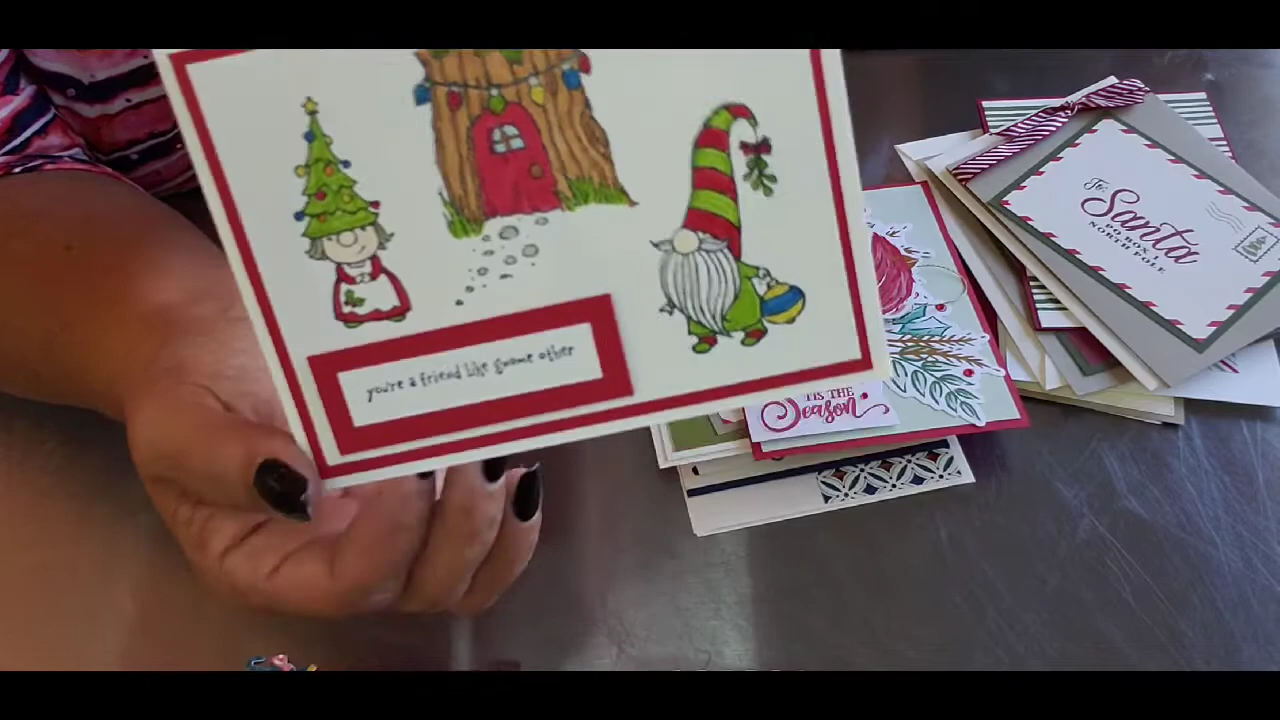 you're a friend like gnome other
'TIS THE
Season
To:
Santa
PO BOX 1
NORTH POLE